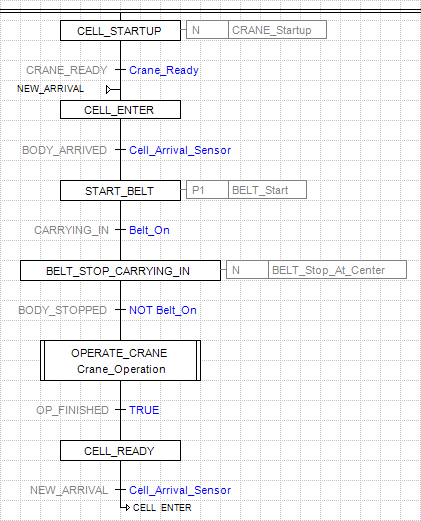 CELL_STARTUP N CRANE_Startup
CRANE_READY Crane_Ready
NEW_ARRIVAL
CELL_ENTER
BODY_ARRIVED Cell_Arrival_Sensor
START_BELT P1 BELT_Start
CARRYING_IN Belt_On
BELT_STOP_CARRYING_IN N BELT_Stop_At_Center
BODY_STOPPED NOT Belt_On
OPERATE_CRANE
Crane_Operation
OP_FINISHED TRUE
CELL_READY
NEW_ARRIVAL Cell_Arrival_Sensor
CELL_ENTER